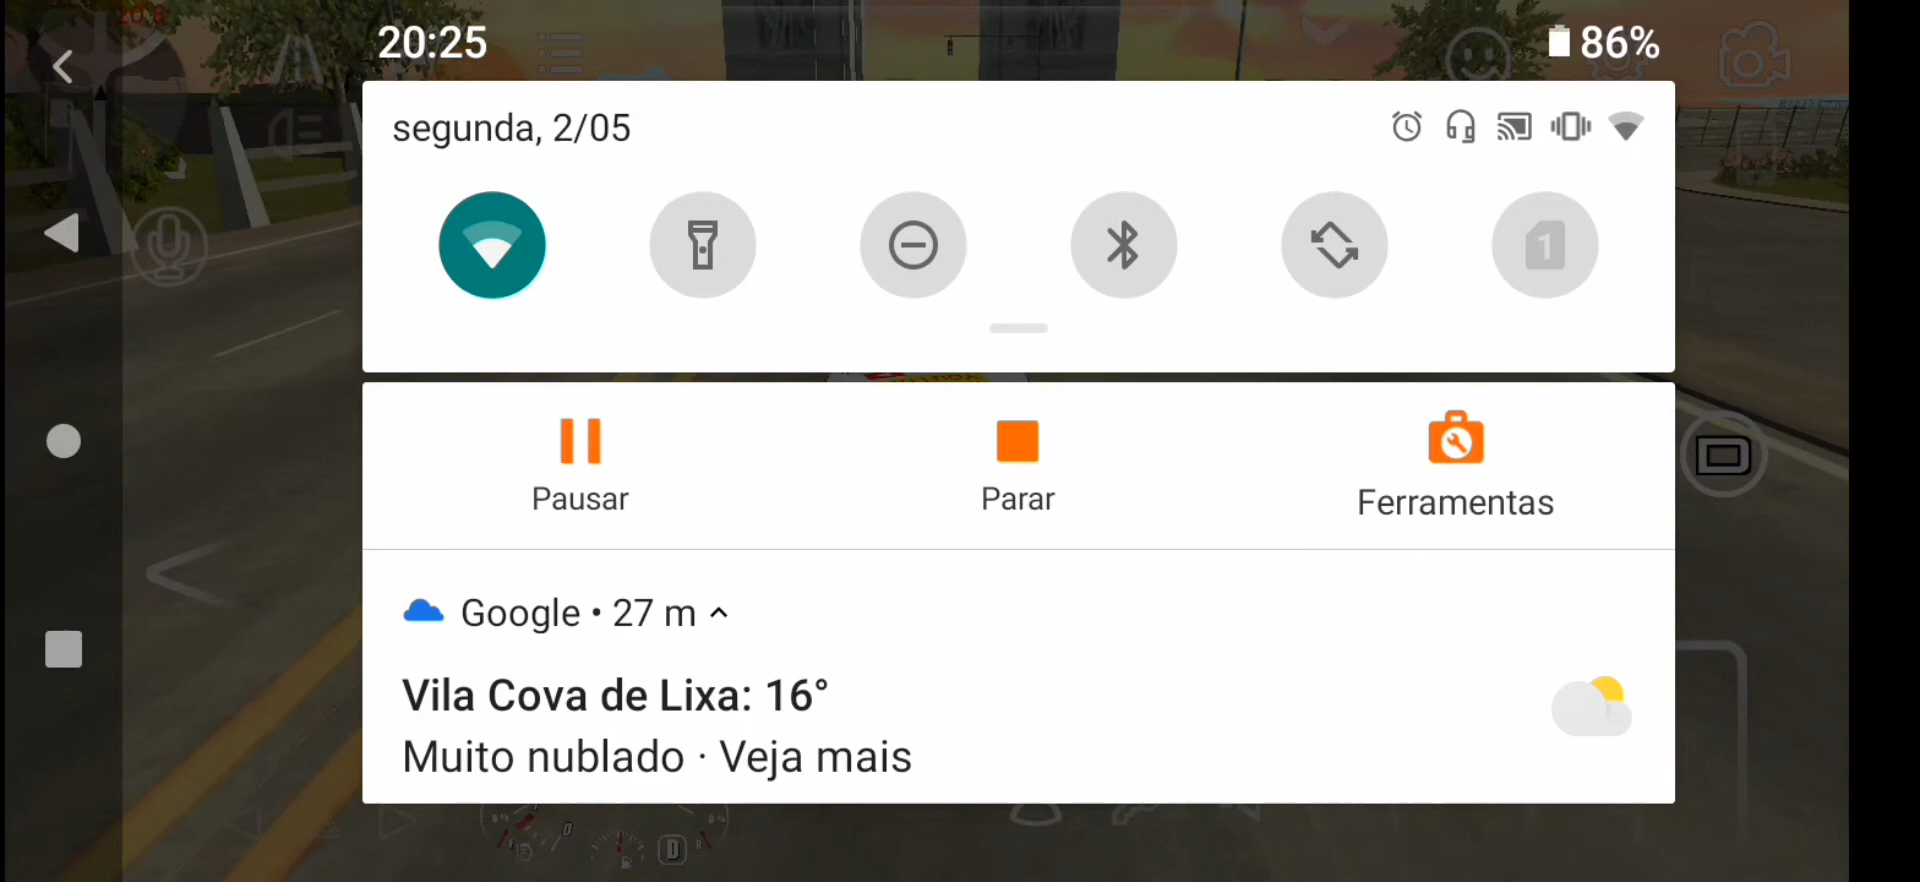 20:25
86%
segunda, 2/05
1
Pausar
Parar
Ferramentas
Google • 27 m
Vila Cova de Lixa: 16°
Muito nublado · Veja mais
D